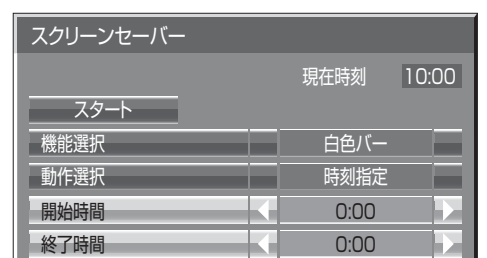 スクリーンセーバー
現在時刻 10:00
スタート
機能選択 白色バー
動作選択 時刻指定
開始時間 0:00
終了時間 0:00